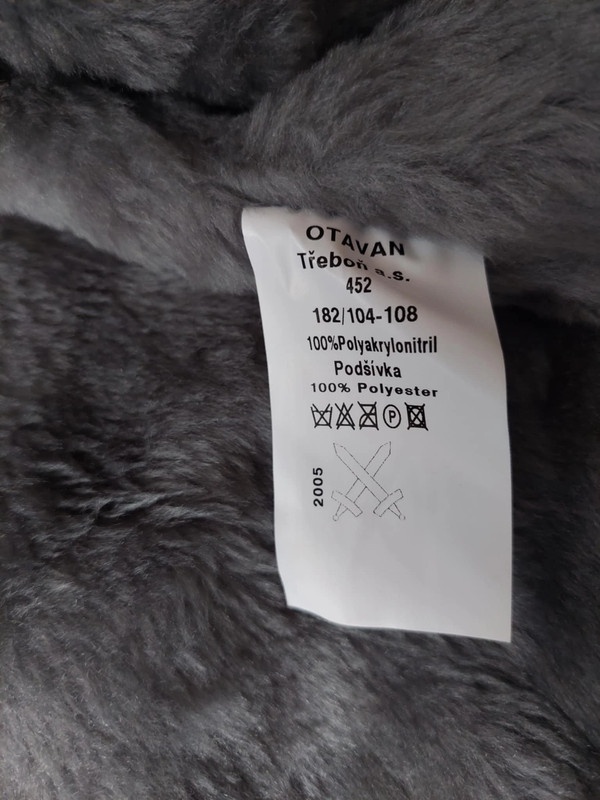 OTAVAN
Třeboň a.s.
452
182/104-108
100%Polyakrylonitril
Podšívka
100% Polyester
P
2005